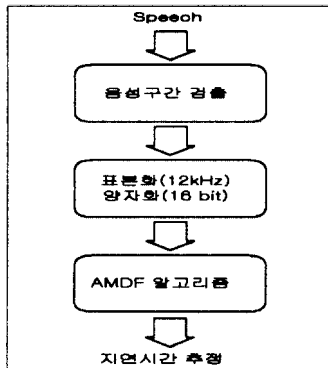 Speech
음성구간 검출
표본화(12kHz)
양자화(16 bit)
AMDF 알고리즘
지연시간 추정